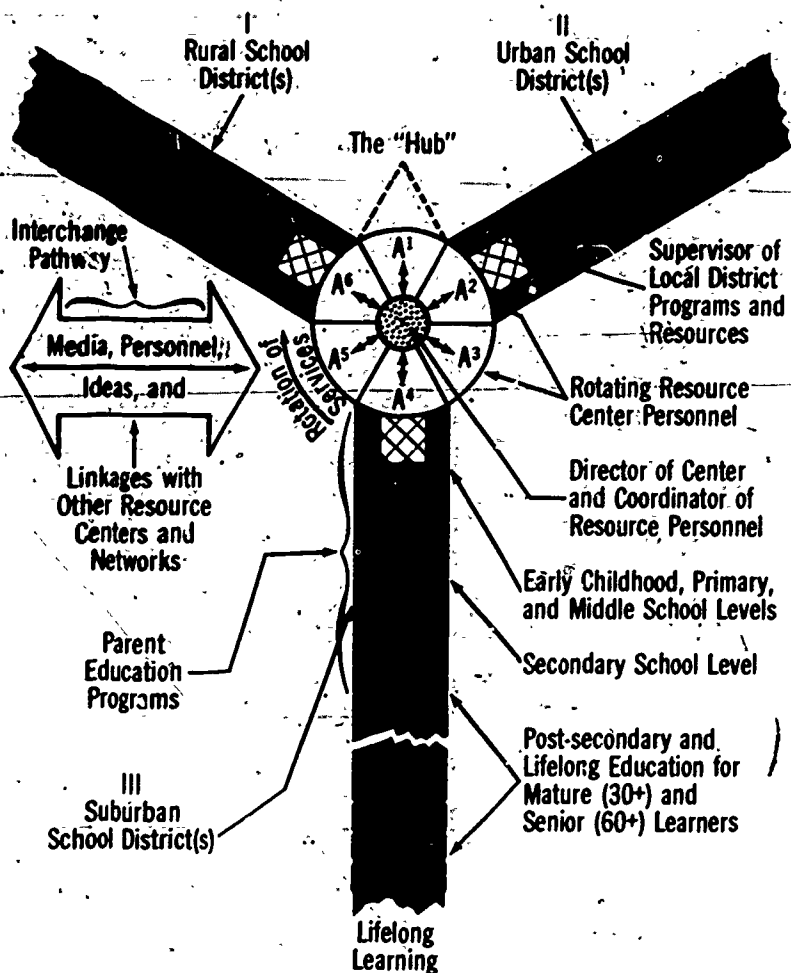 I
Rural School
District(s)
II
Urban School
District(s)
The "Hub"
Interchange
Pathway
Media, Personnel,
Ideas, and
Linkages with
Other Resource
Centers and
Networks
Rotation of
Services
A1
A2
A3
A4
A5
A6
Supervisor of
Local District
Programs and
Resources
Rotating Resource
Center Personnel
Director of Center
and Coordinator of
Resource Personnel
Early Childhood, Primary,
and Middle School Levels
Secondary School Level
Post-secondary and
Lifelong Education for
Mature (30+) and
Senior (60+) Learners
Parent
Education
Programs
III
Suburban
School District(s)
Lifelong
Learning